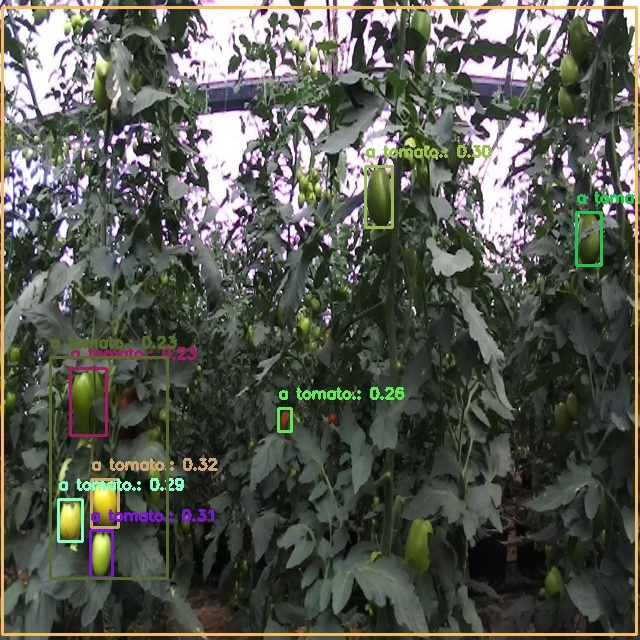 a tomato.: 0.30
a toma
a tomato.: 0.23
a tomato.: 0.23
a tomato.: 0.26
a tomato.: 0.32
a tomato.: 0.29
a tomato.: 0.31